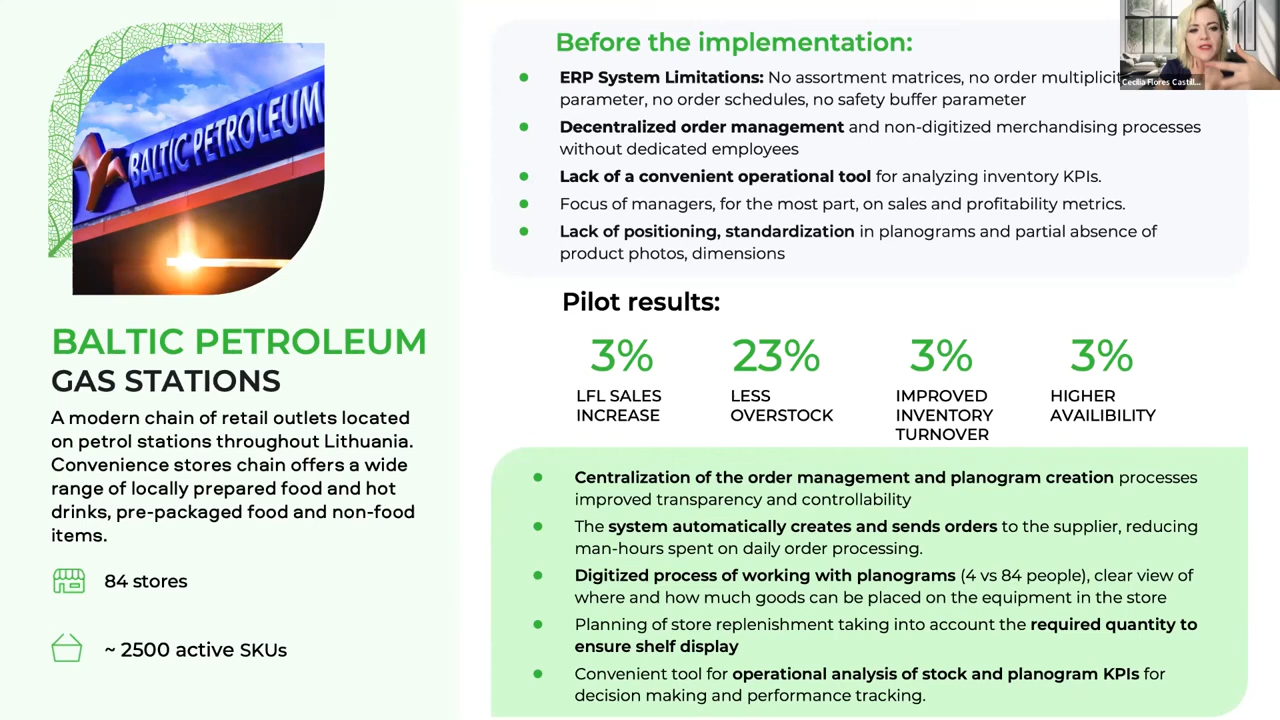 BALTIC PETROLEUM
BALTIC PETROLEUM
GAS STATIONS
A modern chain of retail outlets located
on petrol stations throughout Lithuania.
Convenience stores chain offers a wide
range of locally prepared food and hot
drinks, pre-packaged food and non-food
items.
84 stores
~ 2500 active SKUs
Before the implementation:
ERP System Limitations: No assortment matrices, no order
parameter, no order schedules, no safety buffer parameter
Decentralized order management and non-digitized merchandising processes
without dedicated employees
Lack of a convenient operational tool for analyzing inventory KPIs.
Focus of managers, for the most part, on sales and profitability metrics.
Lack of positioning, standardization in planograms and partial absence of
product photos, dimensions
Cecilia Flores Castill...
Pilot results:
3%
LFL SALES
INCREASE
23%
LESS
OVERSTOCK
3%
IMPROVED
INVENTORY
TURNOVER
3%
HIGHER
AVAILIBILITY
Centralization of the order management and planogram creation processes
improved transparency and controllability
The system automatically creates and sends orders to the supplier, reducing
man-hours spent on daily order processing.
Digitized process of working with planograms (4 vs 84 people), clear view of
where and how much goods can be placed on the equipment in the store
Planning of store replenishment taking into account the required quantity to
ensure shelf display
Convenient tool for operational analysis of stock and planogram KPIs for
decision making and performance tracking.